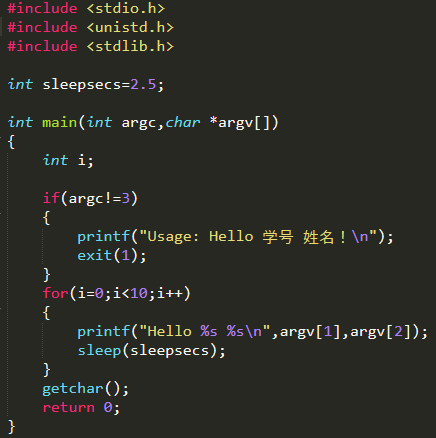 #include <stdio.h>
#include <unistd.h>
#include <stdlib.h>
int sleepsecs=2.5;
int main(int argc,char *argv[])
{
int i;
if(argc!=3)
{
printf("Usage: Hello 学号 姓名！\n");
exit(1);
}
for(i=0;i<10;i++)
{
printf("Hello %s %s\n",argv[1],argv[2]);
sleep(sleepsecs);
}
getchar();
return 0;
}